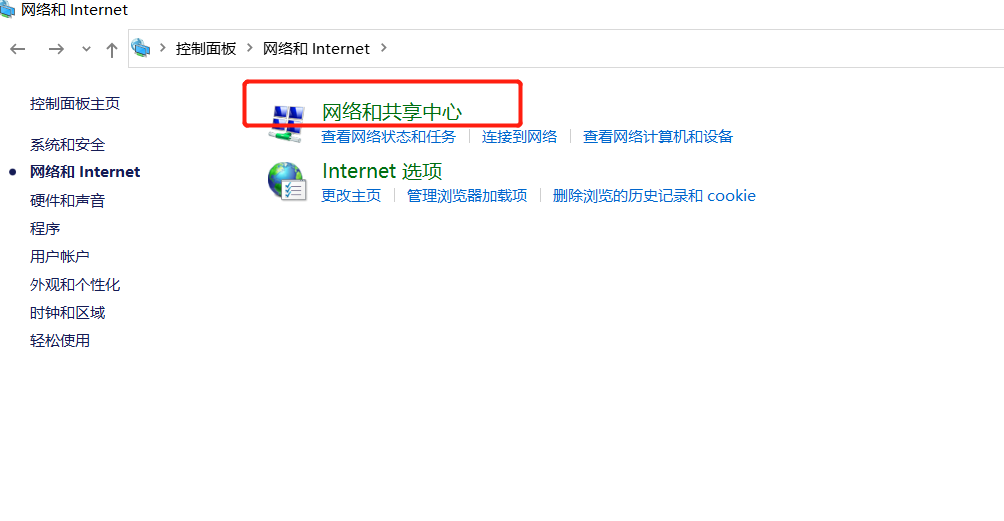 网络和 Internet
控制面板 网络和 Internet
控制面板主页
系统和安全
网络和 Internet
硬件和声音
程序
用户帐户
外观和个性化
时钟和区域
轻松使用
网络和共享中心
查看网络状态和任务 连接到网络 查看网络计算机和设备
Internet 选项
更改主页 管理浏览器加载项 删除浏览的历史记录和 cookie